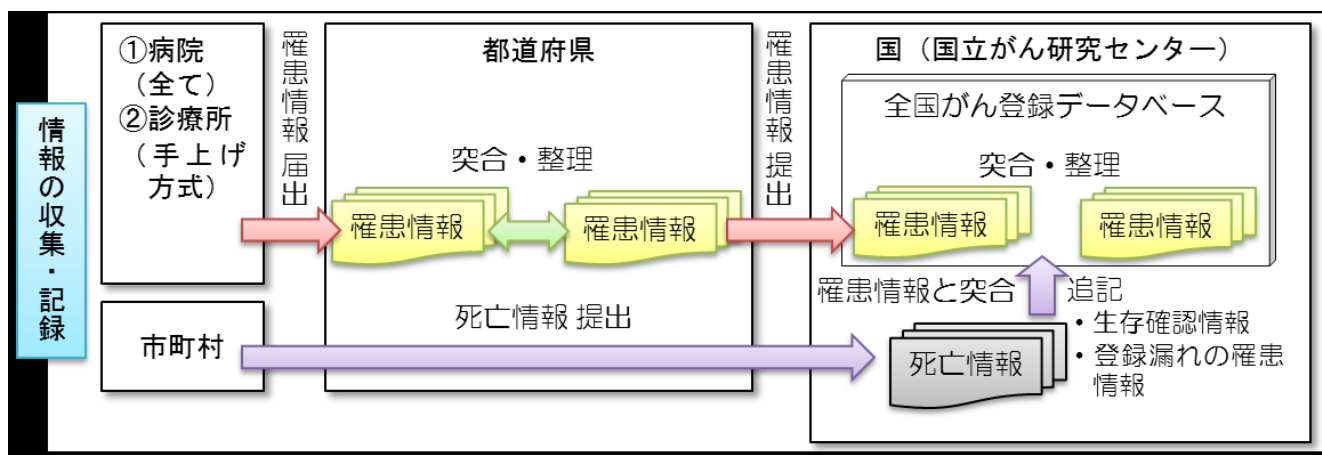 情報の収集・記録
①病院
（全て）
②診療所
（手上げ
方式）
罹患情報 届出
都道府県
突合・整理
罹患情報
罹患情報
罹患情報 提出
国（国立がん研究センター）
全国がん登録データベース
突合・整理
罹患情報
罹患情報
罹患情報と突合
追記
・生存確認情報
・登録漏れの罹患
情報
市町村
死亡情報 提出
死亡情報